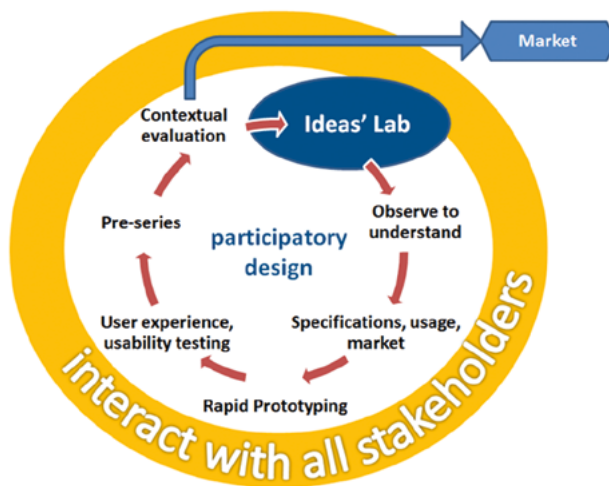 Market
Contextual
evaluation
Ideas' Lab
Pre-series
Observe to
understand
participatory
design
User experience,
usability testing
Specifications, usage,
market
Rapid Prototyping
interact with all stakeholders